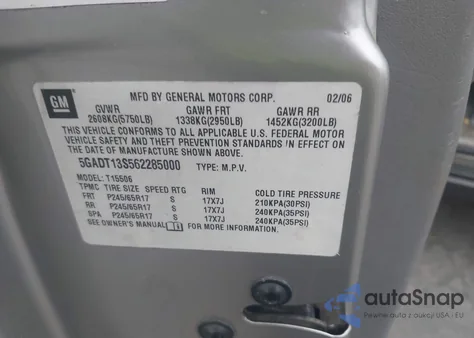 GM
MFD BY GENERAL MOTORS CORP. 02/06
GVWR GAWR FRT GAWR RR
2608KG(5750LB) 1338KG(2950LB) 1452KG(3200LB)
THIS VEHICLE CONFORMS TO ALL APPLICABLE U.S. FEDERAL MOTOR
VEHICLE SAFETY AND THEFT PREVENTION STANDARDS IN EFFECT
ON THE DATE OF MANUFACTURE SHOWN ABOVE.
5GADT13S562285000 TYPE: M.P.V.
MODEL: T15506
TPMC TIRE SIZE SPEED RTG RIM COLD TIRE PRESSURE
FRT P245/65R17 S 17X7J 210KPA(30PSI)
RR P245/65R17 S 17X7J 240KPA(35PSI)
SPA P245/65R17 S 17X7J 240KPA(35PSI)
SEE OWNER'S MANUAL FOR MORE INFORMATION.
autoSnap
Pakiet aukcji USA - EU